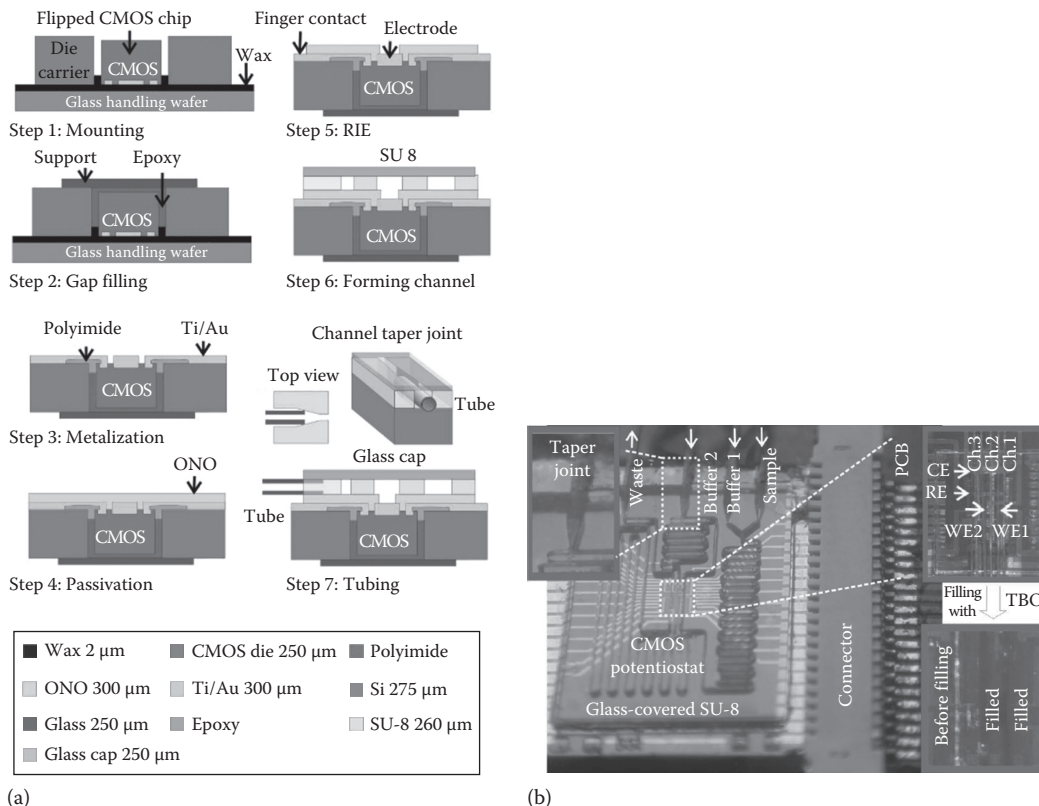 Flipped CMOS chip
Die
carrier
CMOS
Wax
Glass handling wafer
Step 1: Mounting
Support
Epoxy
CMOS
Glass handling wafer
Step 2: Gap filling
Polyimide
Ti/Au
CMOS
Step 3: Metalization
ONO
CMOS
Step 4: Passivation
Finger contact
Electrode
CMOS
Step 5: RIE
SU 8
CMOS
Step 6: Forming channel
Channel taper joint
Top view
Tube
Glass cap
Tube
CMOS
Step 7: Tubing
Wax 2 μm
CMOS die 250 μm
Polyimide
ONO 300 μm
Ti/Au 300 μm
Si 275 μm
Glass 250 μm
Epoxy
SU-8 260 μm
Glass cap 250 μm
(a)
Taper
joint
Waste
Buffer 2
Buffer 1
Sample
PCB
Ch.3
Ch.2
Ch.1
CE
RE
WE2
WE1
Filling
with
TBO
CMOS
potentiostat
Glass-covered SU-8
Connector
Before filling
Filled
Filled
(b)